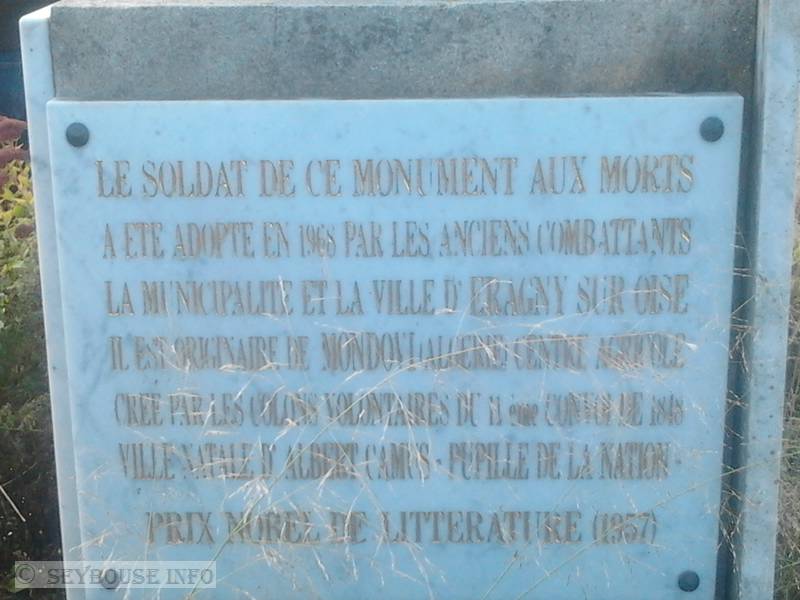 LE SOLDAT DE CE MONUMENT AUX MORTS
A ETE ADOPTE EN 1968 PAR LES ANCIENS COMBATTANTS
LA MUNICIPALITE ET LA VILLE D' ERAGNY SUR OISE
IL EST ORIGINAIRE DE MONDOVI (ALGERIE) CENTRE AGRICOLE
CREE PAR LES COLONS VOLONTAIRES DU 11 eme CONVOI DE 1848
VILLE NATALE D' ALBERT CAMUS - PUPILLE DE LA NATION -
PRIX NOBEL DE LITTERATURE (1957)
© SEYBOUSE INFO